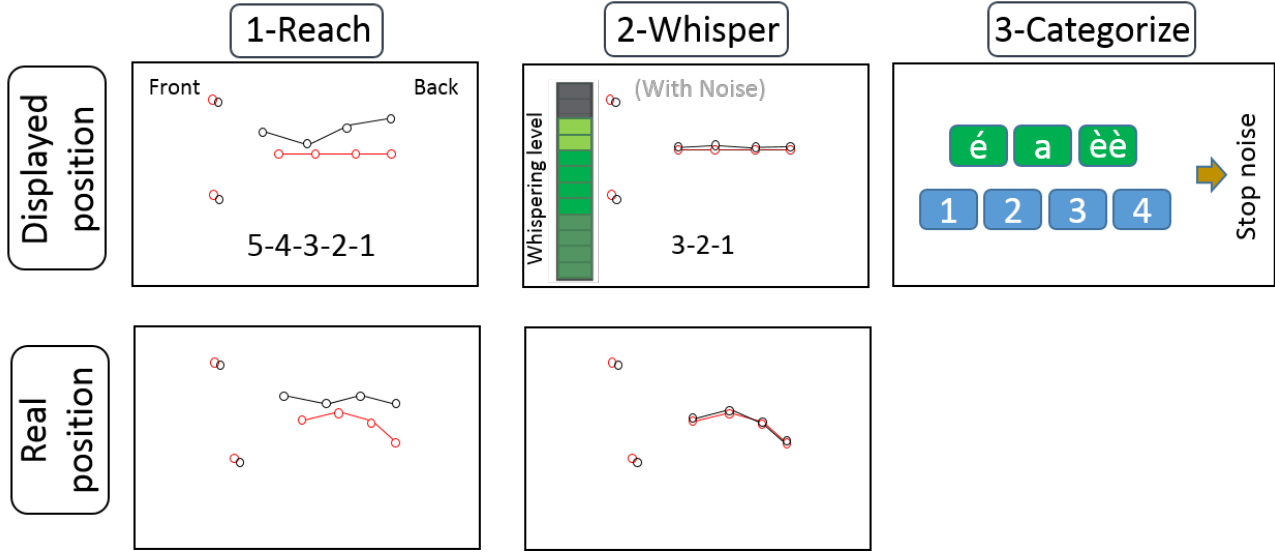 1-Reach
2-Whisper
3-Categorize
Displayed
position
Front
Back
5-4-3-2-1
Whispering level
(With Noise)
3-2-1
é a èè
1 2 3 4
Stop noise
Real
position